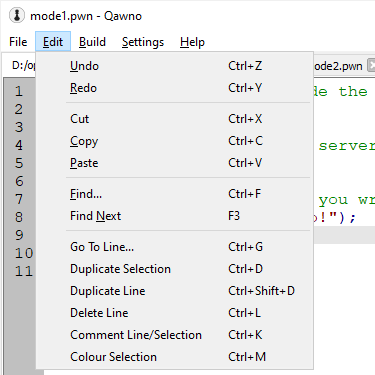 mode1.pwn - Qawno
File Edit Build Settings Help
D:/op ode2.pwn
Undo Ctrl+Z
Redo Ctrl+Y
Cut Ctrl+X
Copy Ctrl+C
Paste Ctrl+V
Find... Ctrl+F
Find Next F3
Go To Line... Ctrl+G
Duplicate Selection Ctrl+D
Duplicate Line Ctrl+Shift+D
Delete Line Ctrl+L
Comment Line/Selection Ctrl+K
Colour Selection Ctrl+M
1 de the
2
3
4 server
5
6
7 you wr
8 o!");
9
10
11